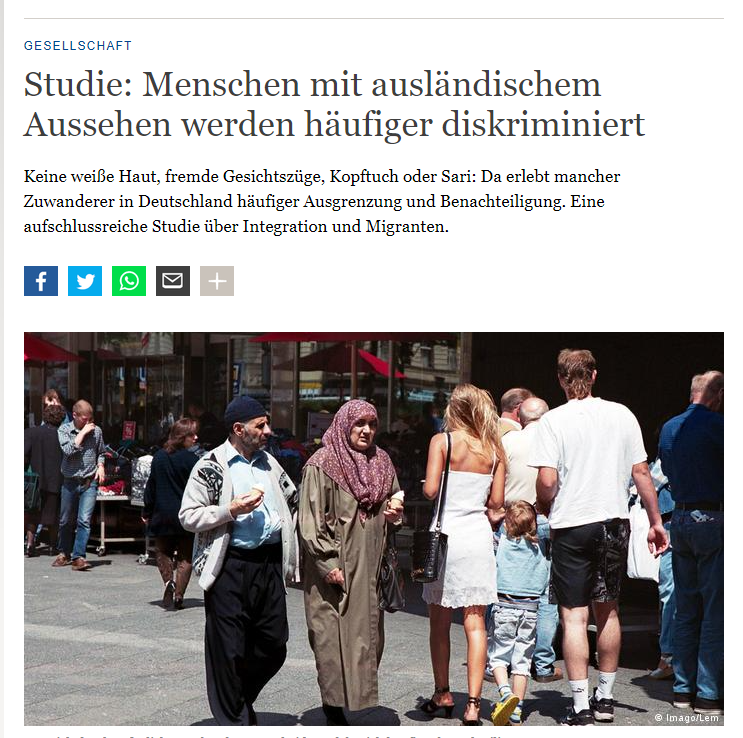 GESELLSCHAFT
Studie: Menschen mit ausländischem
Aussehen werden häufiger diskriminiert
Keine weiße Haut, fremde Gesichtszüge, Kopftuch oder Sari: Da erlebt mancher
Zuwanderer in Deutschland häufiger Ausgrenzung und Benachteiligung. Eine
aufschlussreiche Studie über Integration und Migranten.
© Imago/Lem